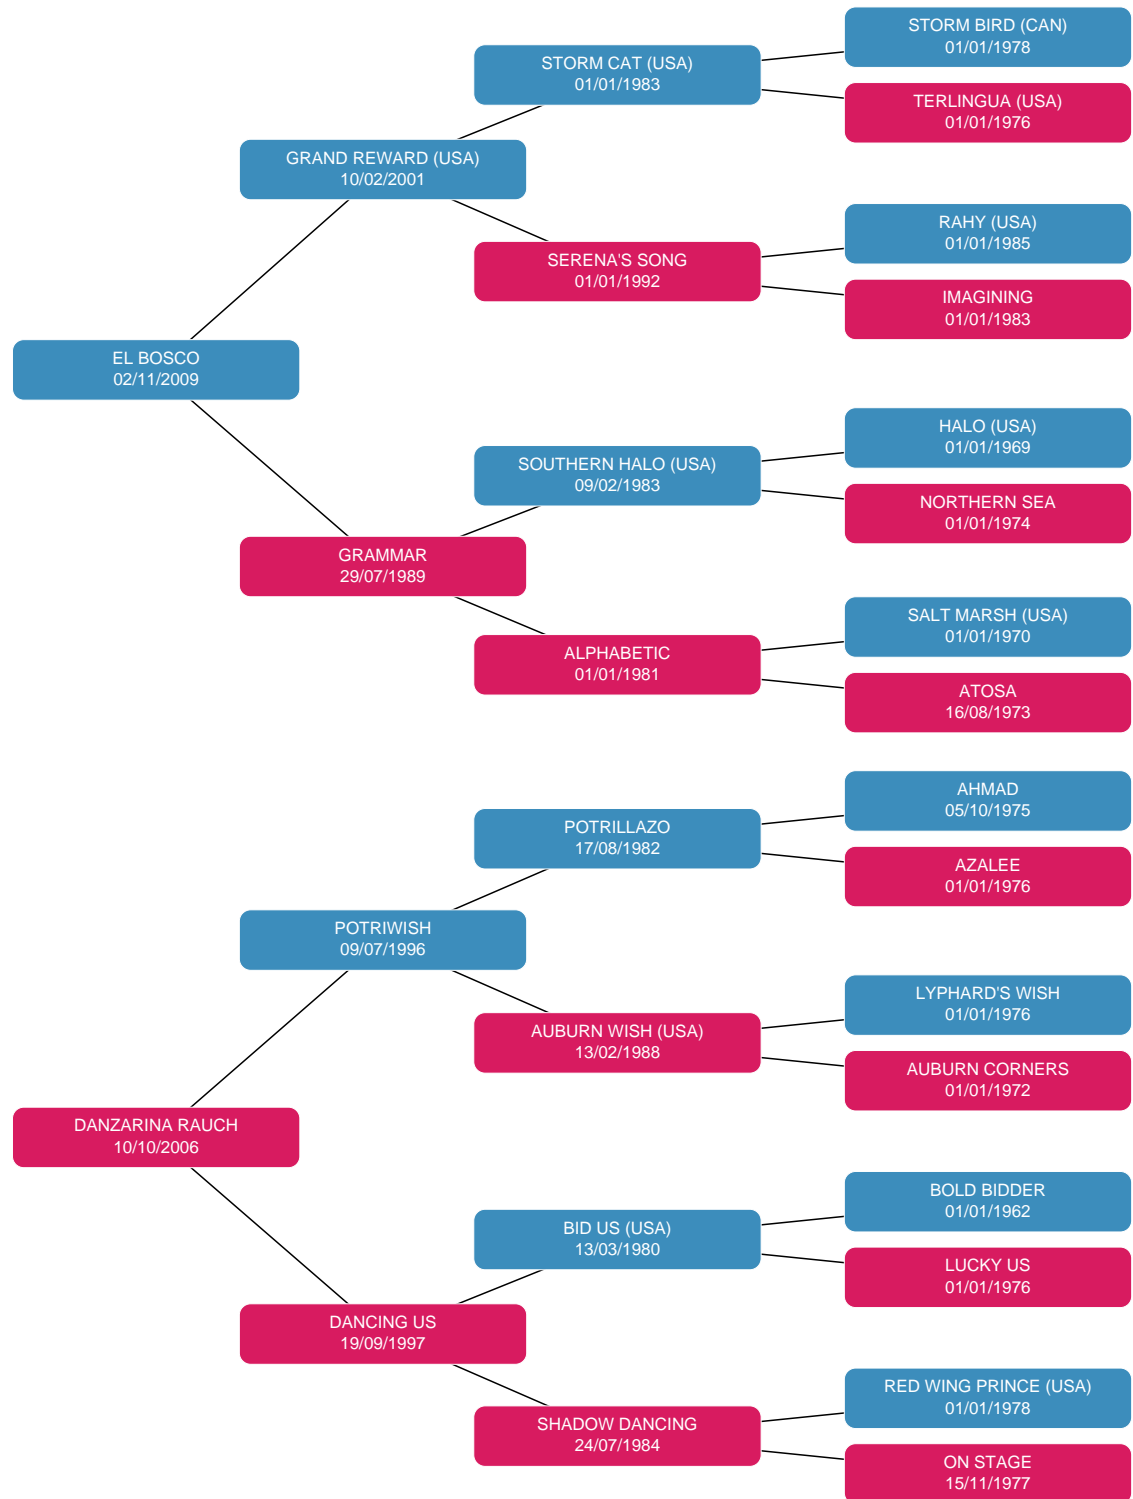 STORM BIRD (CAN)
01/01/1978
STORM CAT (USA)
01/01/1983
TERLINGUA (USA)
01/01/1976
GRAND REWARD (USA)
10/02/2001
RAHY (USA)
01/01/1985
SERENA'S SONG
01/01/1992
IMAGINING
01/01/1983
EL BOSCO
02/11/2009
HALO (USA)
01/01/1969
SOUTHERN HALO (USA)
09/02/1983
NORTHERN SEA
01/01/1974
GRAMMAR
29/07/1989
SALT MARSH (USA)
01/01/1970
ALPHABETIC
01/01/1981
ATOSA
16/08/1973
AHMAD
05/10/1975
POTRILLAZO
17/08/1982
AZALEE
01/01/1976
POTRIWISH
09/07/1996
LYPHARD'S WISH
01/01/1976
AUBURN WISH (USA)
13/02/1988
AUBURN CORNERS
01/01/1972
DANZARINA RAUCH
10/10/2006
BOLD BIDDER
01/01/1962
BID US (USA)
13/03/1980
LUCKY US
01/01/1976
DANCING US
19/09/1997
RED WING PRINCE (USA)
01/01/1978
SHADOW DANCING
24/07/1984
ON STAGE
15/11/1977